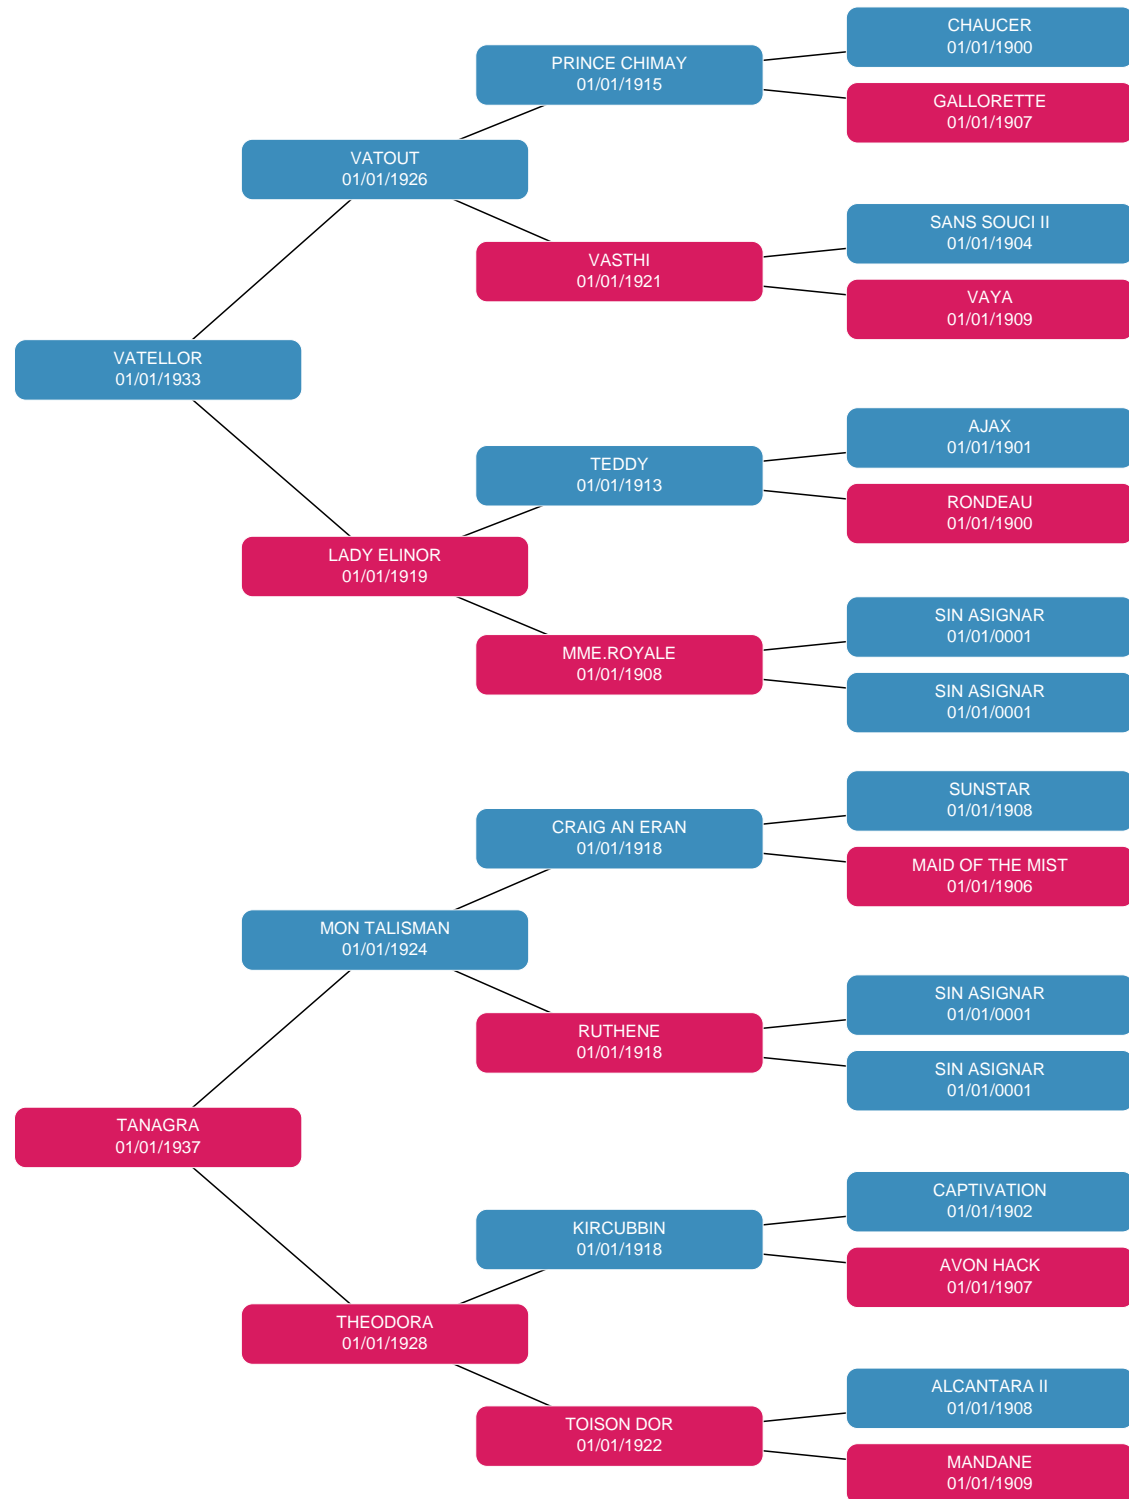 CHAUCER
01/01/1900
PRINCE CHIMAY
01/01/1915
GALLORETTE
01/01/1907
VATOUT
01/01/1926
SANS SOUCI II
01/01/1904
VASTHI
01/01/1921
VAYA
01/01/1909
VATELLOR
01/01/1933
AJAX
01/01/1901
TEDDY
01/01/1913
RONDEAU
01/01/1900
LADY ELINOR
01/01/1919
SIN ASIGNAR
01/01/0001
MME.ROYALE
01/01/1908
SIN ASIGNAR
01/01/0001
SUNSTAR
01/01/1908
CRAIG AN ERAN
01/01/1918
MAID OF THE MIST
01/01/1906
MON TALISMAN
01/01/1924
SIN ASIGNAR
01/01/0001
RUTHENE
01/01/1918
SIN ASIGNAR
01/01/0001
TANAGRA
01/01/1937
CAPTIVATION
01/01/1902
KIRCUBBIN
01/01/1918
AVON HACK
01/01/1907
THEODORA
01/01/1928
ALCANTARA II
01/01/1908
TOISON DOR
01/01/1922
MANDANE
01/01/1909